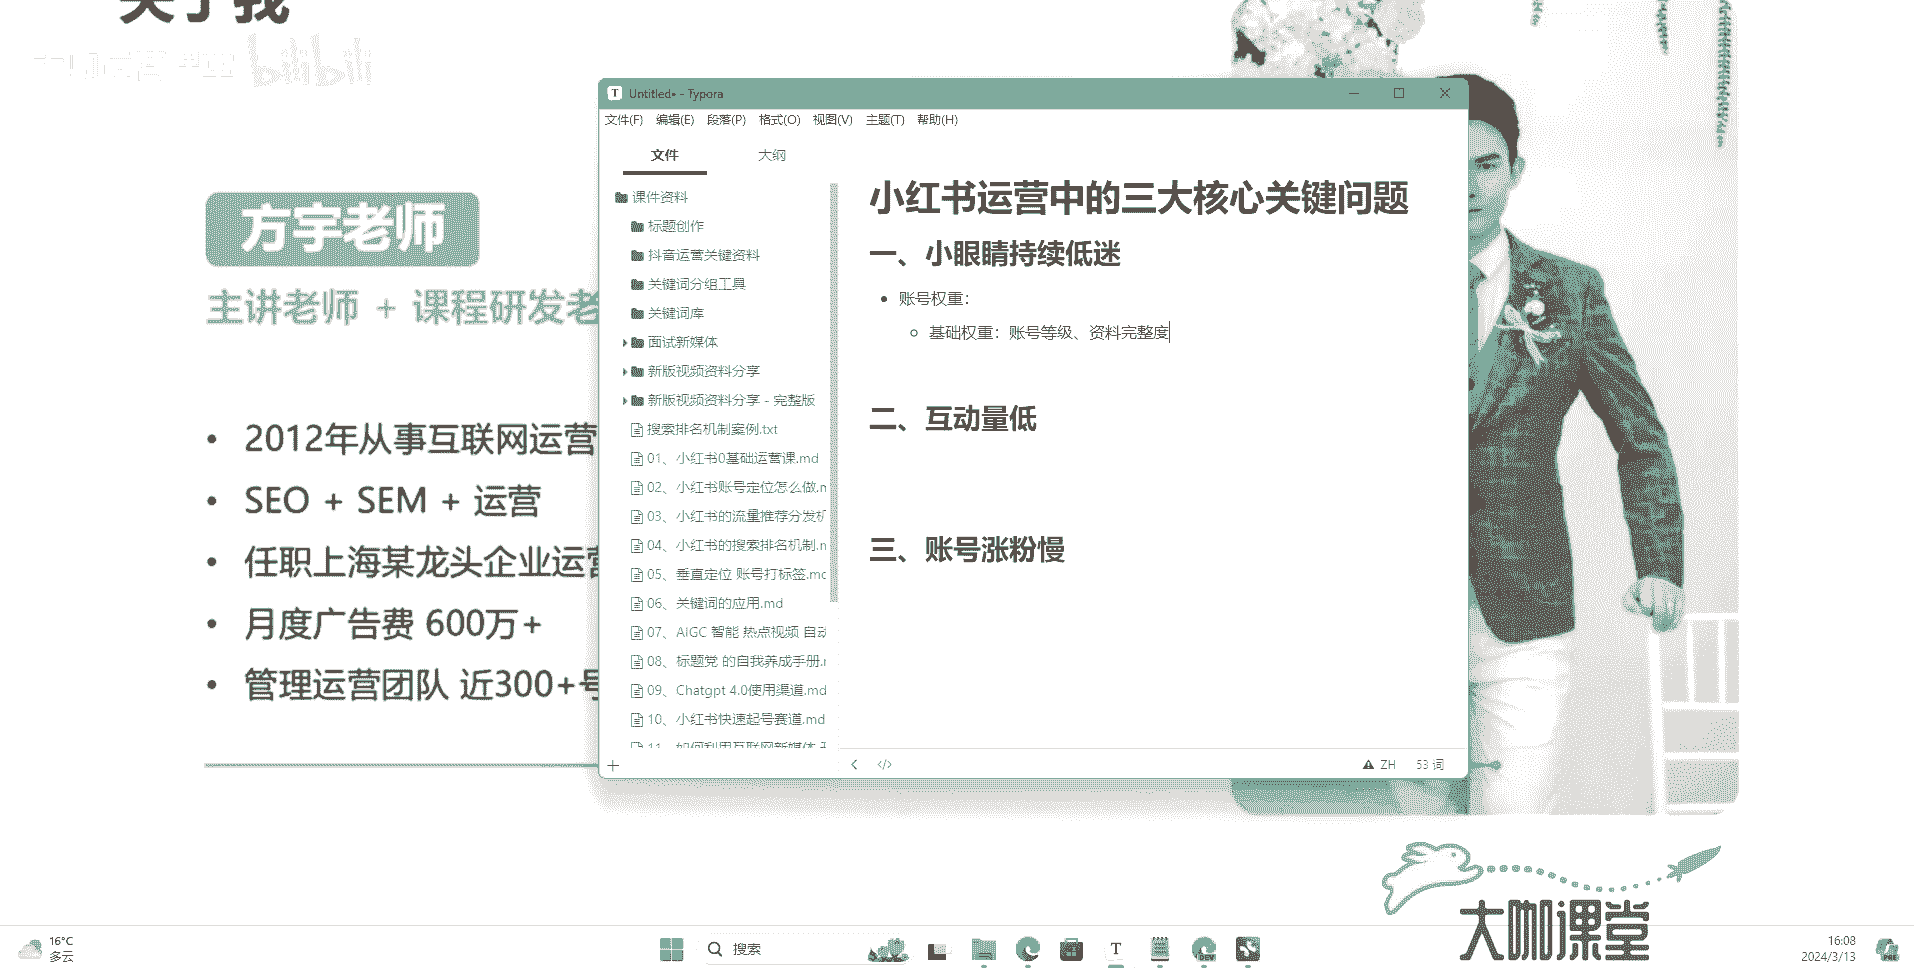 关于我
bilibili
方宇老师
主讲老师 + 课程研发老
• 2012年从事互联网运营
• SEO + SEM + 运营
• 任职上海某龙头企业运营
• 月度广告费 600万+
• 管理运营团队 近300+号
Untitled• - Typora
文件(F) 编辑(E) 段落(P) 格式(O) 视图(V) 主题(T) 帮助(H)
文件 大纲
课件资料
标题创作
抖音运营关键资料
关键词分组工具
关键词库
面试新媒体
新版视频资料分享
新版视频资料分享 - 完整版
搜索排名机制案例.txt
01、小红书0基础运营课.md
02、小红书账号定位怎么做.m
03、小红书的流量推荐分发机
04、小红书的搜索排名机制.m
05、垂直定位 账号打标签.md
06、关键词的应用.md
07、AIGC 智能 热点视频 自动
08、标题党 的自我养成手册.m
09、Chatgpt 4.0使用渠道.md
10、小红书快速起号赛道.md
11、如何利用互联网新媒体
小红书运营中的三大核心关键问题
一、小眼睛持续低迷
• 账号权重：
基础权重：账号等级、资料完整度
二、互动量低
三、账号涨粉慢
ZH 53 词
大咖课堂
16°C
多云
搜索
T
DEV
16:08
2024/3/13
PRE